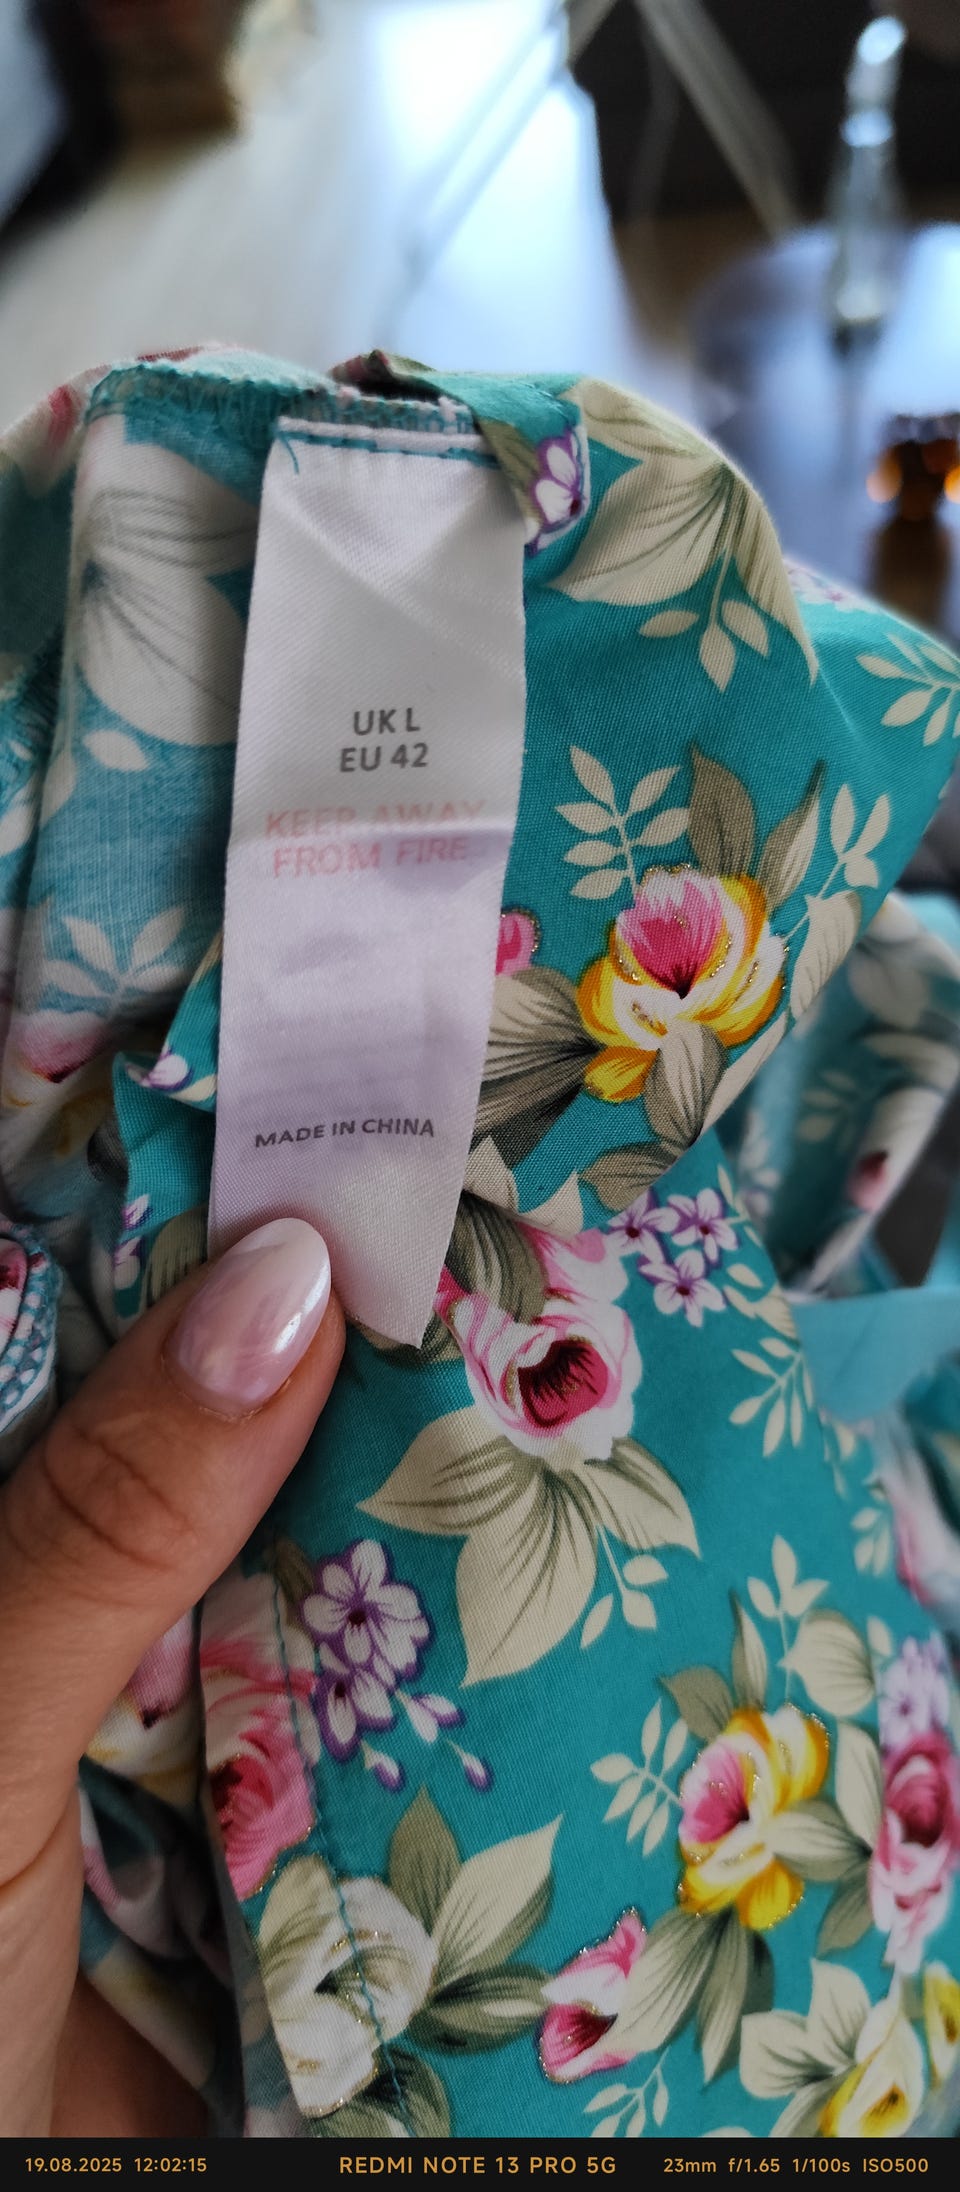 UK L
EU 42
KEEP AWAY
FROM FIRE
MADE IN CHINA
19.08.2025 12:02:15 REDMI NOTE 13 PRO 5G 23mm f/1.65 1/100s ISO500